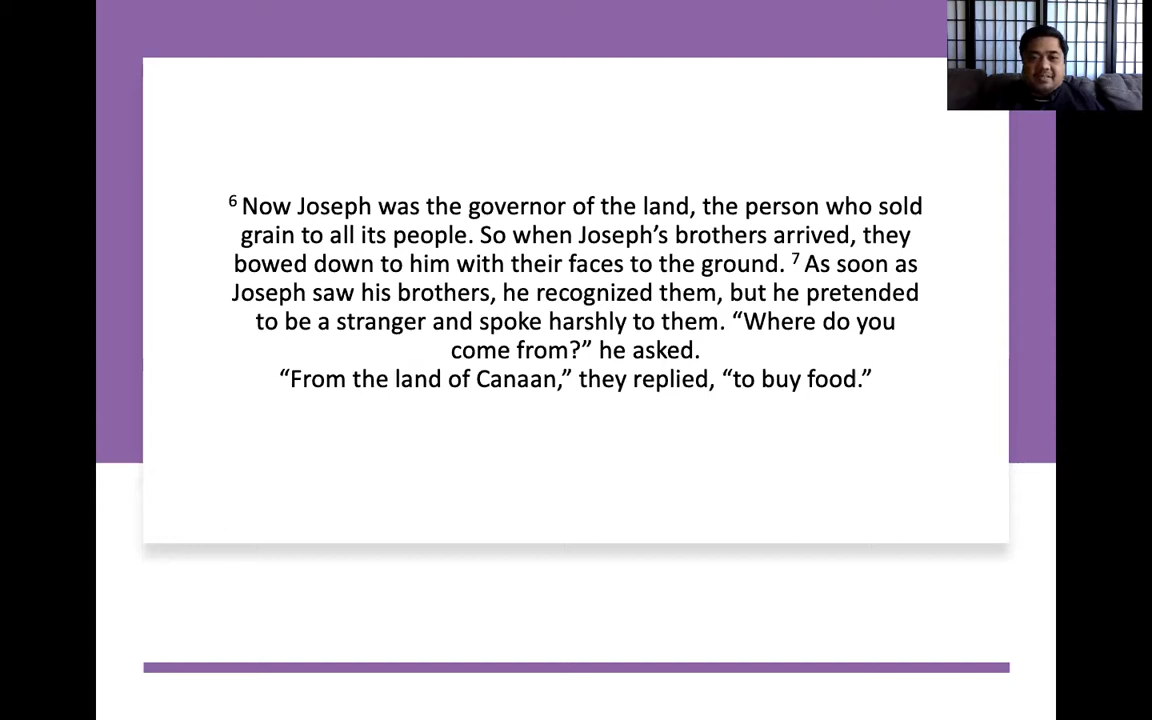 ⁶ Now Joseph was the governor of the land, the person who sold
grain to all its people. So when Joseph’s brothers arrived, they
bowed down to him with their faces to the ground. ⁷ As soon as
Joseph saw his brothers, he recognized them, but he pretended
to be a stranger and spoke harshly to them. “Where do you
come from?” he asked.
“From the land of Canaan,” they replied, “to buy food.”